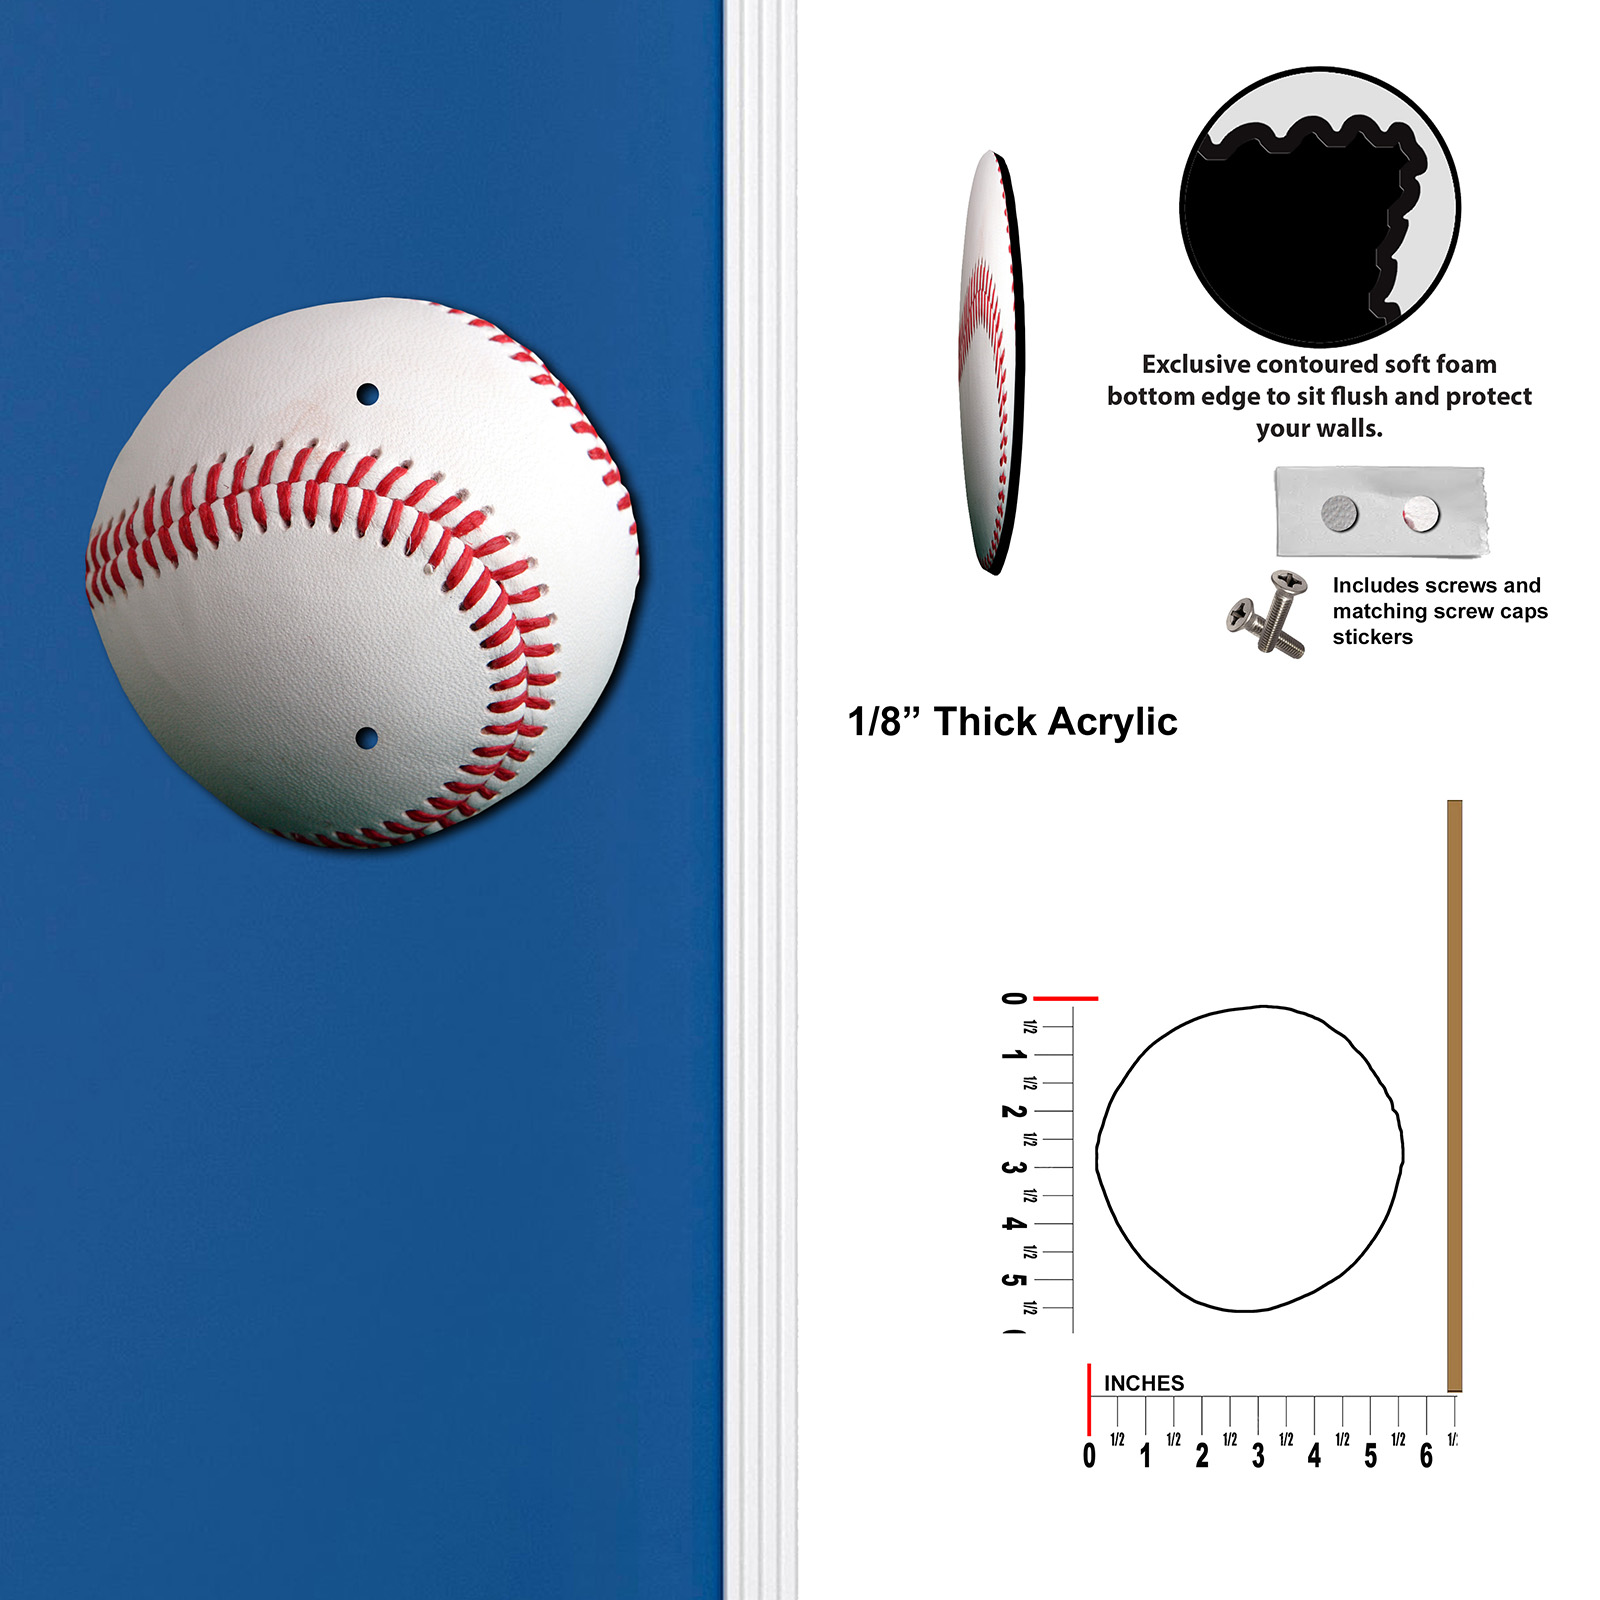 Exclusive contoured soft foam
bottom edge to sit flush and protect
your walls.
Includes screws and
matching screw caps
stickers
1/8” Thick Acrylic
0
1/2
1
1/2
2
1/2
3
1/2
4
1/2
5
1/2
INCHES
0 1/2 1 1/2 2 1/2 3 1/2 4 1/2 5 1/2 6 1/